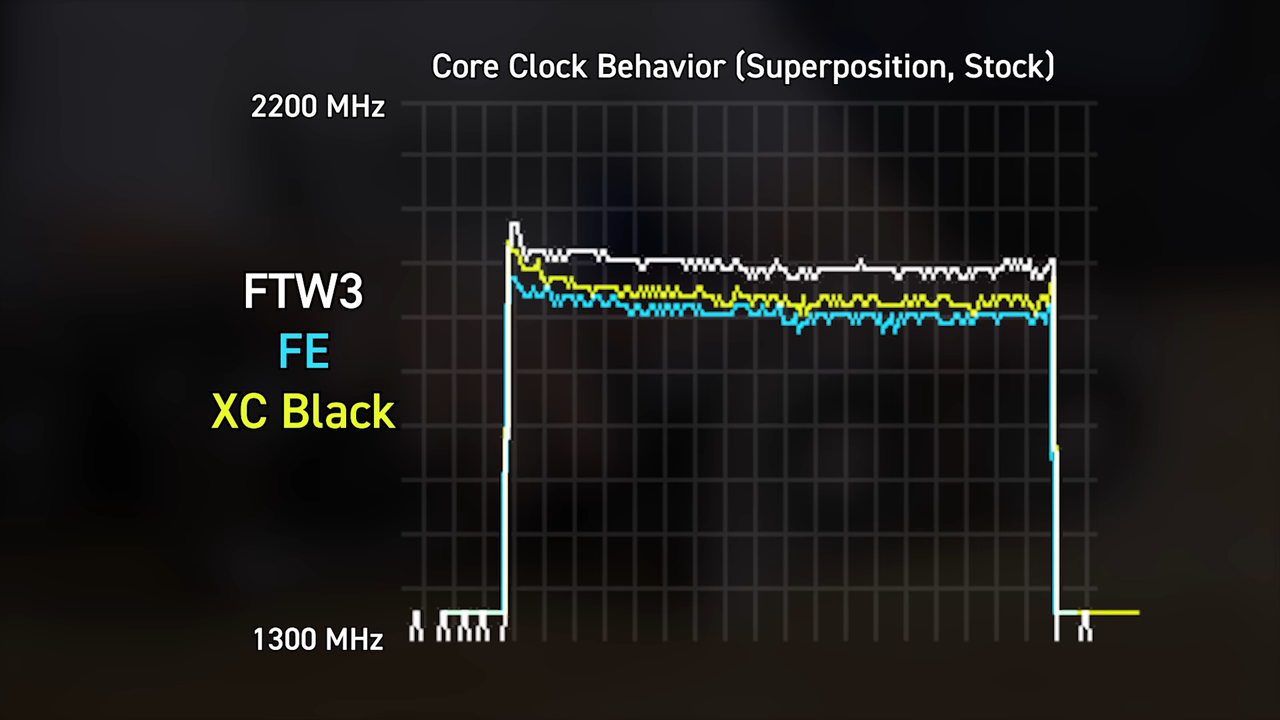 Core Clock Behavior (Superposition, Stock)
2200 MHz
FTW3
FE
XC Black
1300 MHz